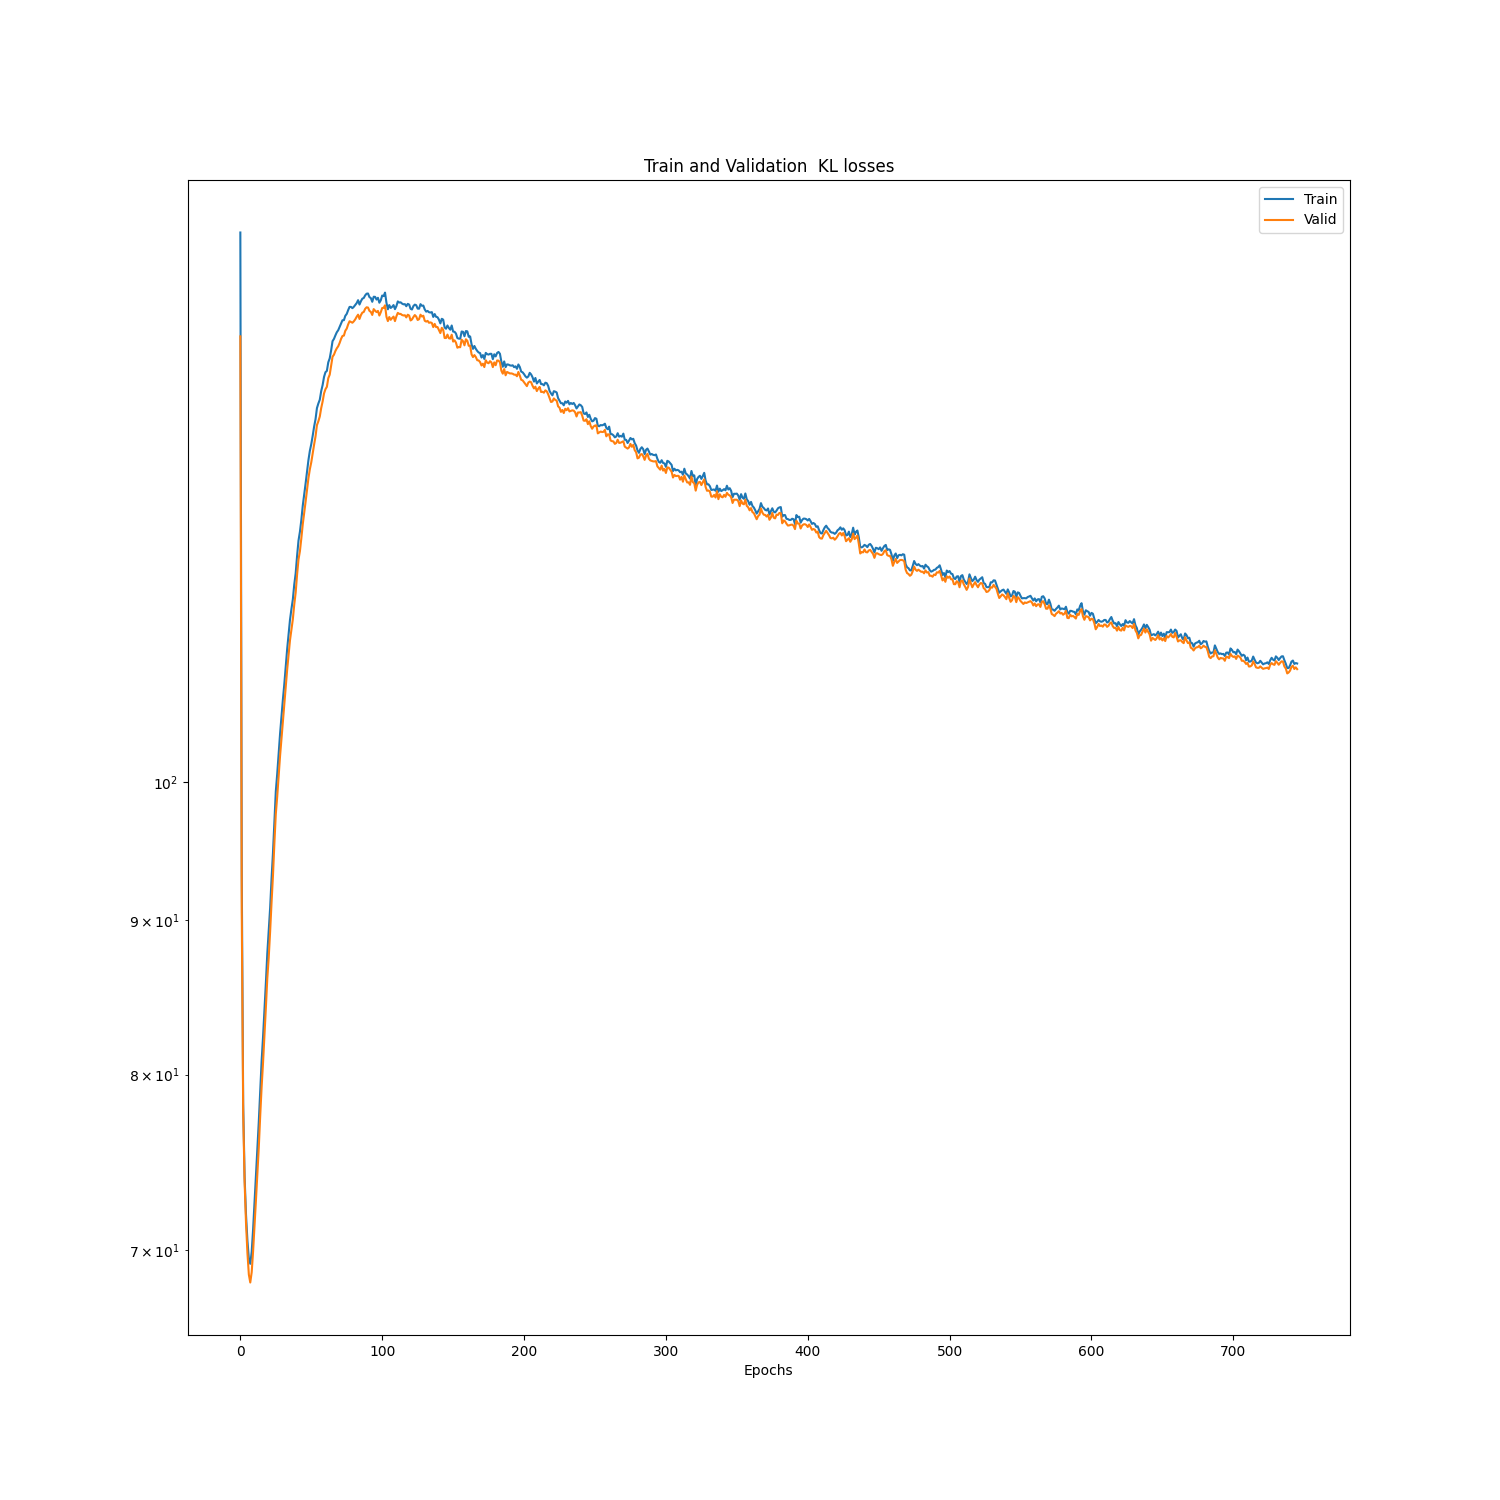 Train and Validation  KL losses
Train
Valid
10²
9 × 10¹
8 × 10¹
7 × 10¹
0 100 200 300 400 500 600 700
Epochs